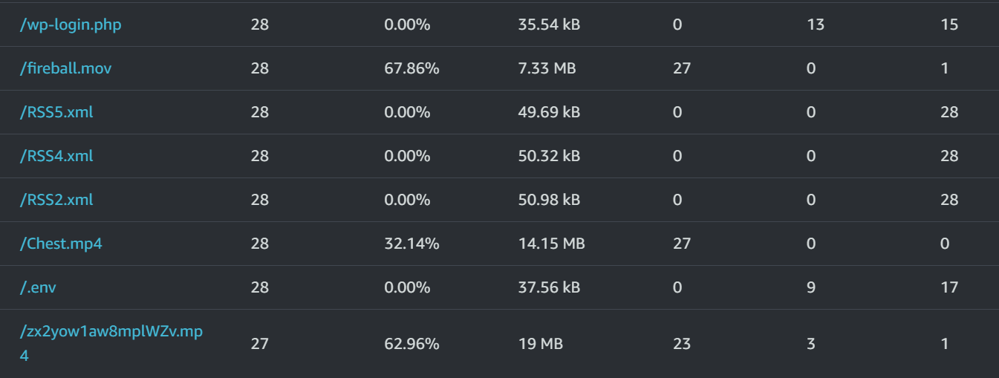 /wp-login.php 28 0.00% 35.54 kB 0 13 15
/fireball.mov 28 67.86% 7.33 MB 27 0 1
/RSS5.xml 28 0.00% 49.69 kB 0 0 28
/RSS4.xml 28 0.00% 50.32 kB 0 0 28
/RSS2.xml 28 0.00% 50.98 kB 0 0 28
/Chest.mp4 28 32.14% 14.15 MB 27 0 0
/.env 28 0.00% 37.56 kB 0 9 17
/zx2yow1aw8mplWZv.mp
4 27 62.96% 19 MB 23 3 1